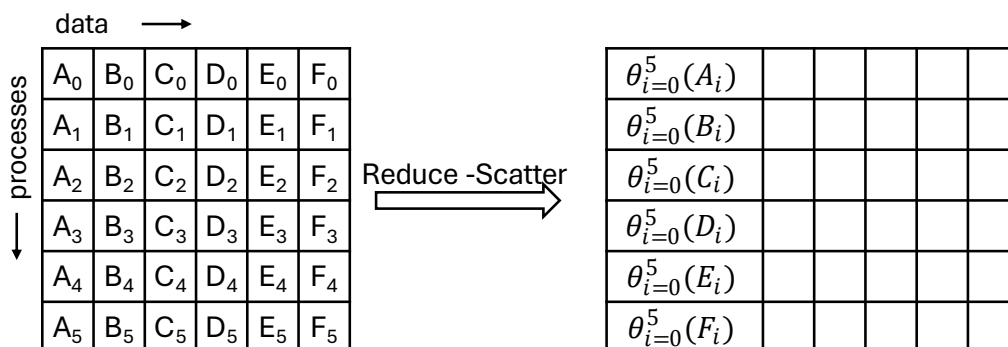 data
processes
A₀ B₀ C₀ D₀ E₀ F₀
A₁ B₁ C₁ D₁ E₁ F₁
A₂ B₂ C₂ D₂ E₂ F₂
A₃ B₃ C₃ D₃ E₃ F₃
A₄ B₄ C₄ D₄ E₄ F₄
A₅ B₅ C₅ D₅ E₅ F₅
Reduce -Scatter
θ⁵ᵢ₌₀(Aᵢ)
θ⁵ᵢ₌₀(Bᵢ)
θ⁵ᵢ₌₀(Cᵢ)
θ⁵ᵢ₌₀(Dᵢ)
θ⁵ᵢ₌₀(Eᵢ)
θ⁵ᵢ₌₀(Fᵢ)